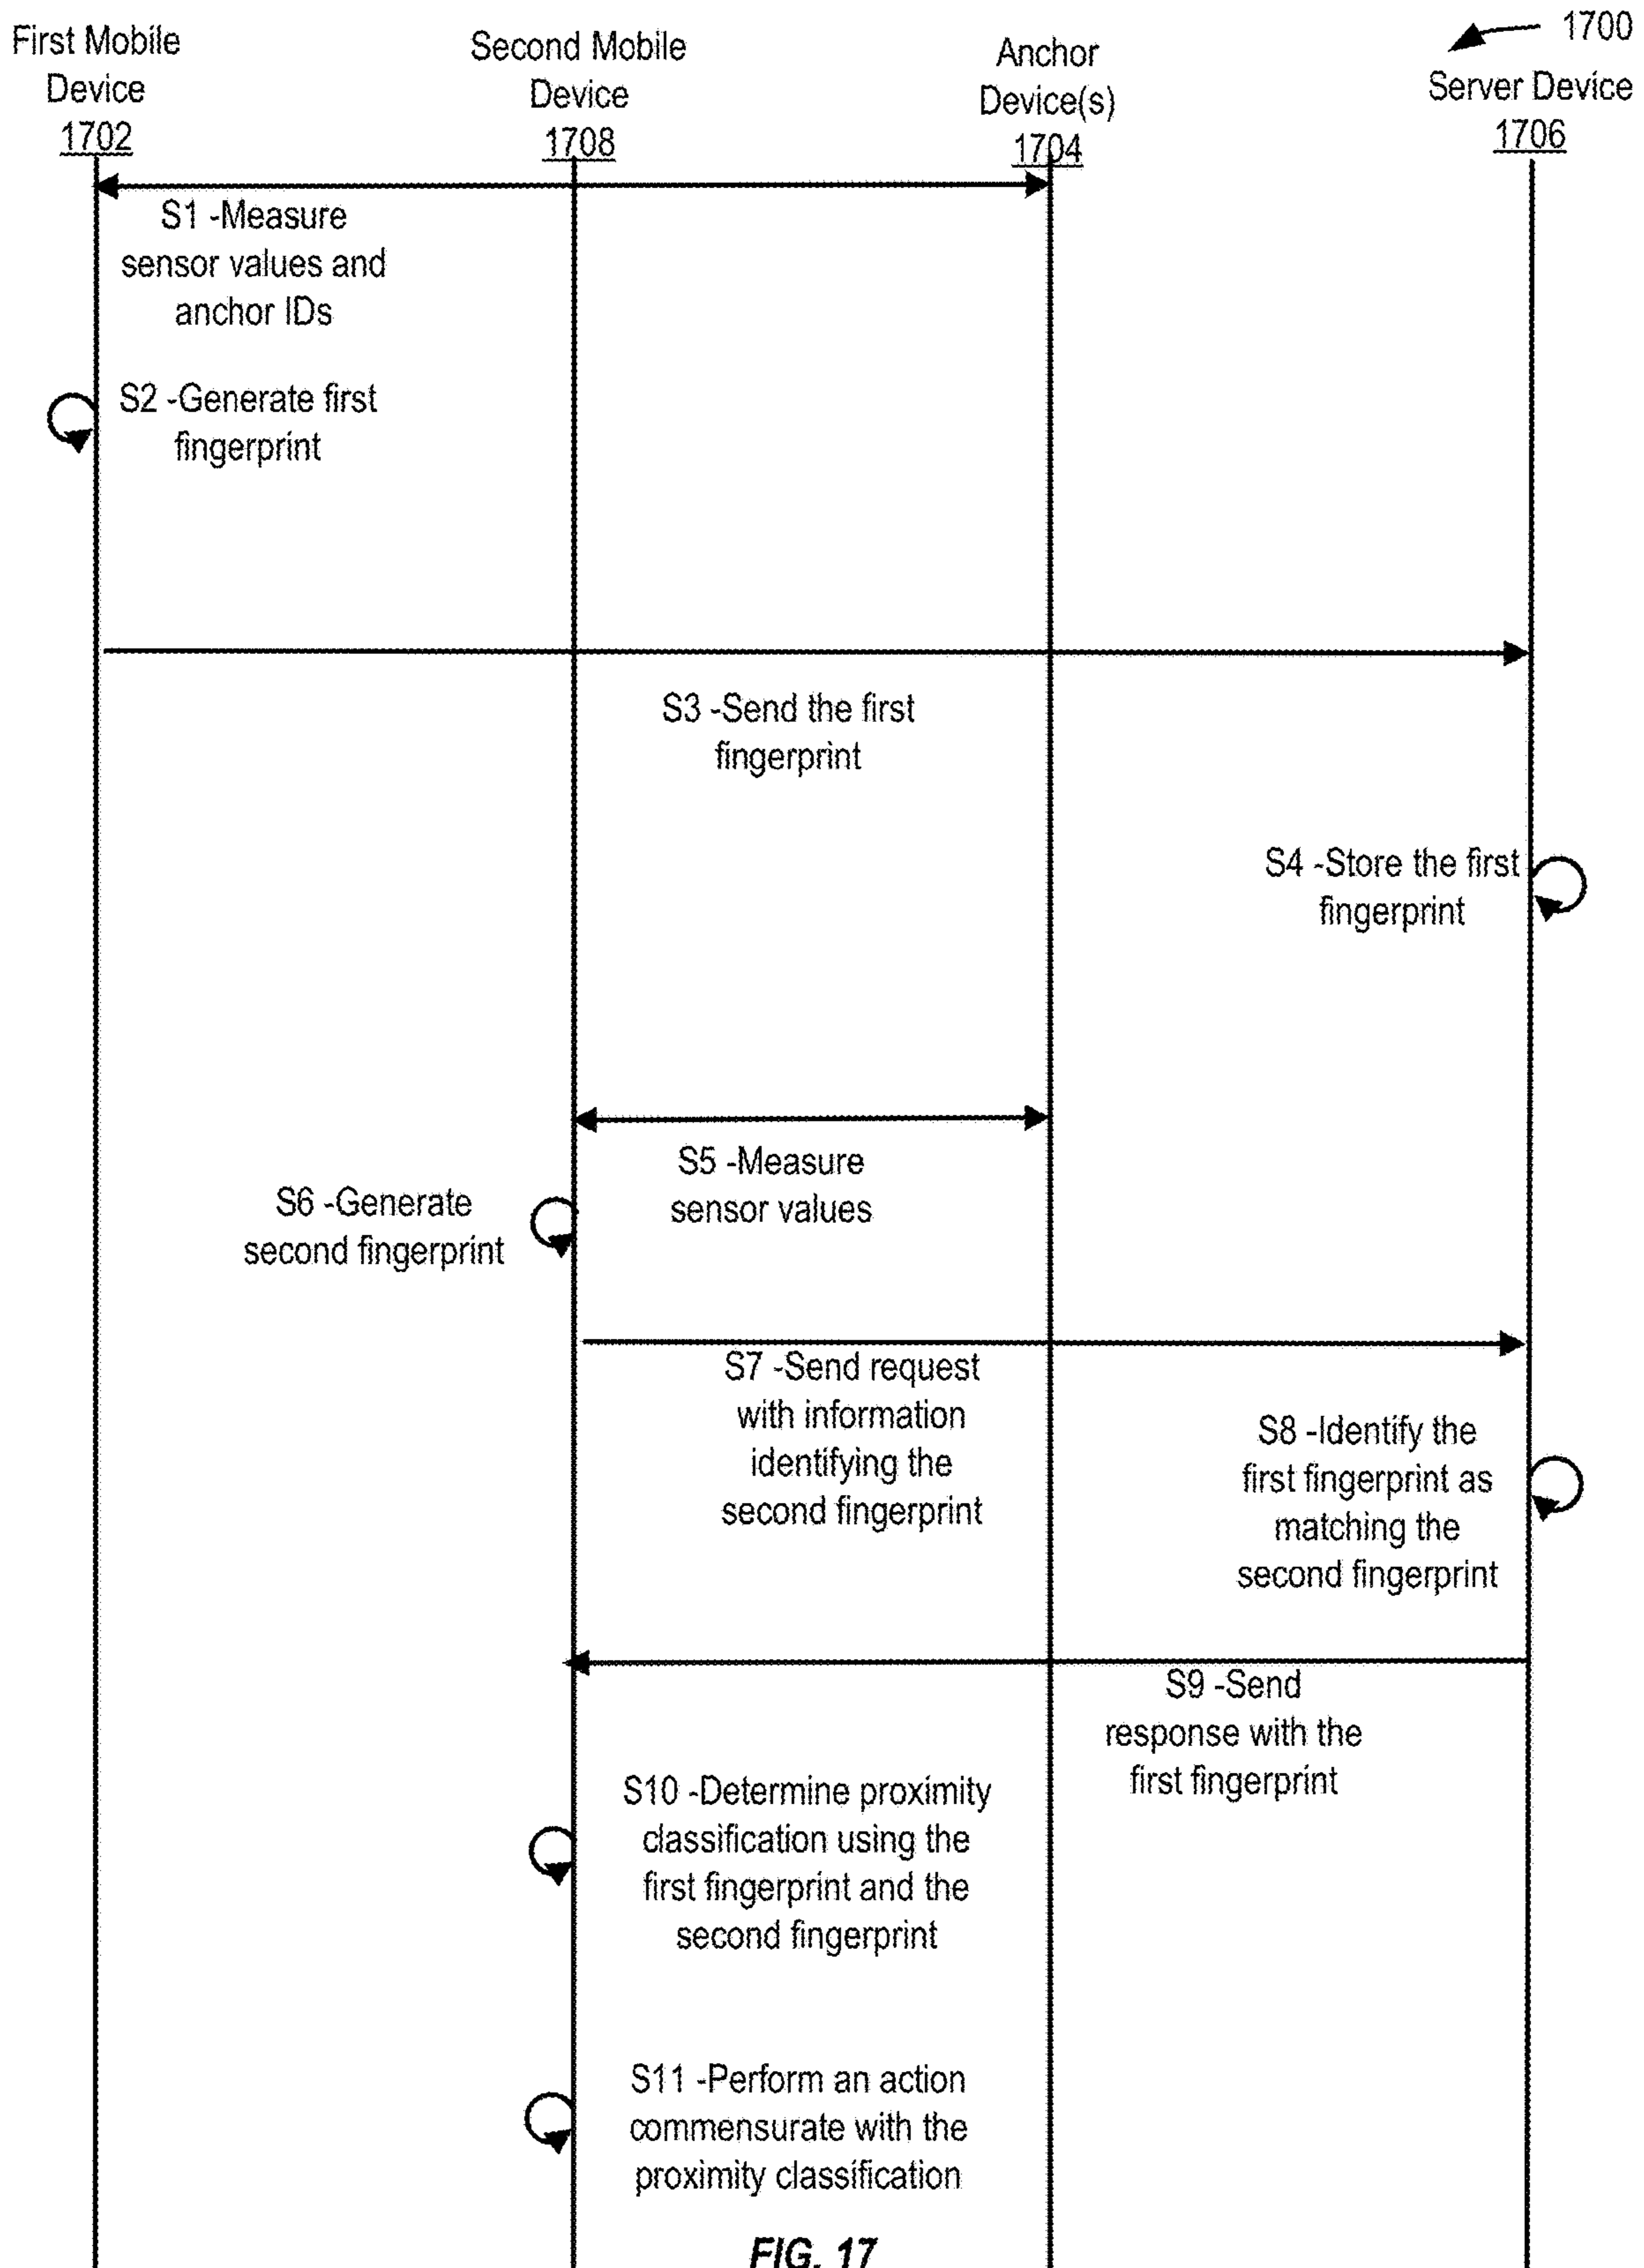 1700
First Mobile
Device
1702
Second Mobile
Device
1708
Anchor
Device(s)
1704
Server Device
1706
S1 -Measure
sensor values and
anchor IDs
S2 -Generate first
fingerprint
S3 -Send the first
fingerprint
S4 -Store the first
fingerprint
S5 -Measure
sensor values
S6 -Generate
second fingerprint
S7 -Send request
with information
identifying the
second fingerprint
S8 -Identify the
first fingerprint as
matching the
second fingerprint
S9 -Send
response with the
first fingerprint
S10 -Determine proximity
classification using the
first fingerprint and the
second fingerprint
S11 -Perform an action
commensurate with the
proximity classification
FIG. 17